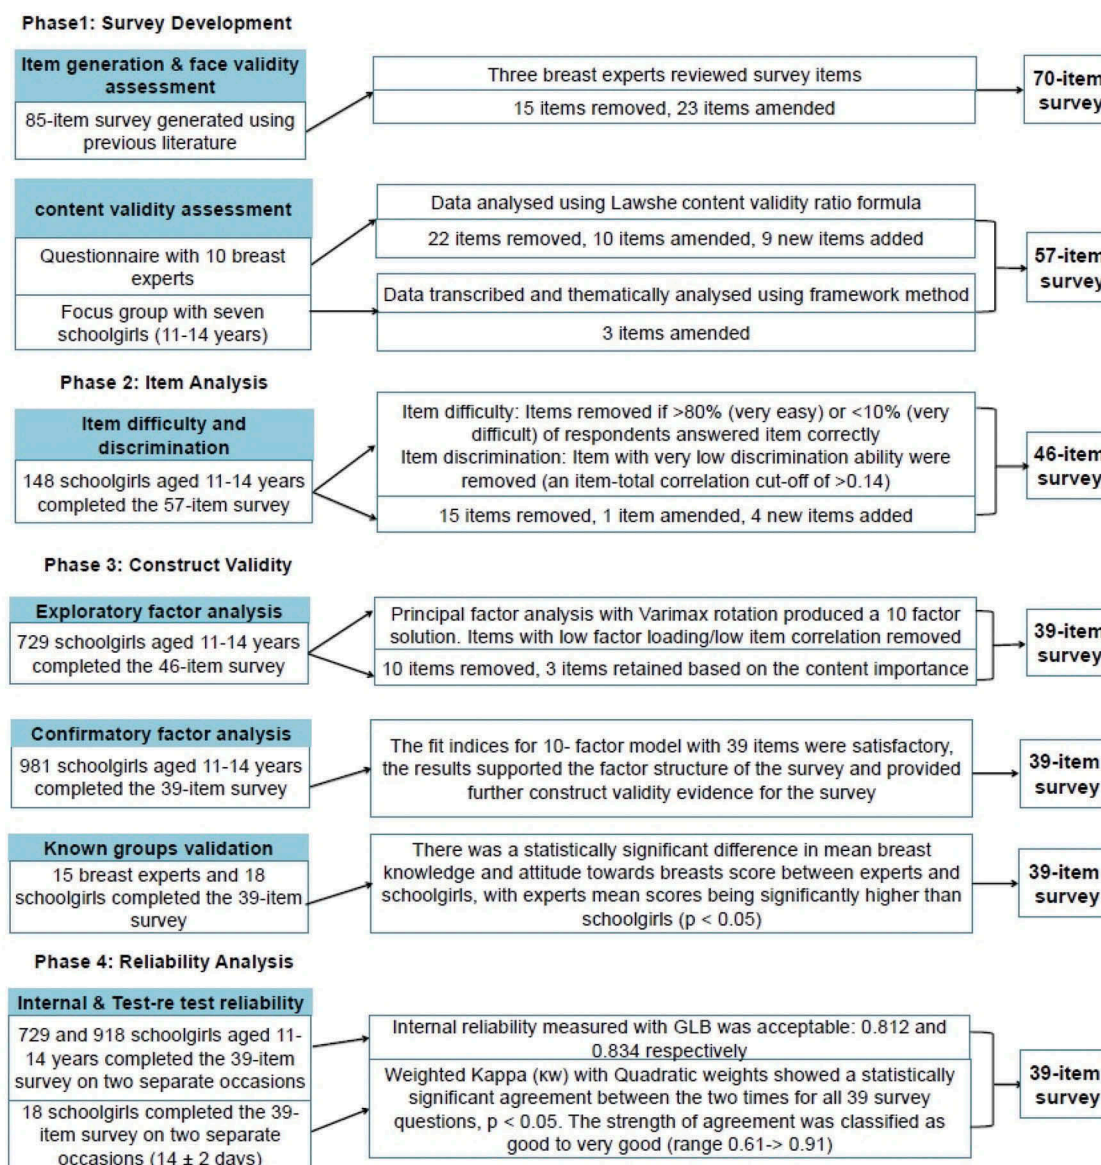 Phase1: Survey Development
Item generation & face validity
assessment
85-item survey generated using
previous literature
Three breast experts reviewed survey items
15 items removed, 23 items amended
70-item
survey
content validity assessment
Questionnaire with 10 breast
experts
Focus group with seven
schoolgirls (11-14 years)
Data analysed using Lawshe content validity ratio formula
22 items removed, 10 items amended, 9 new items added
Data transcribed and thematically analysed using framework method
3 items amended
57-item
survey
Phase 2: Item Analysis
Item difficulty and
discrimination
148 schoolgirls aged 11-14 years
completed the 57-item survey
Item difficulty: Items removed if >80% (very easy) or <10% (very
difficult) of respondents answered item correctly
Item discrimination: Item with very low discrimination ability were
removed (an item-total correlation cut-off of >0.14)
15 items removed, 1 item amended, 4 new items added
46-item
survey
Phase 3: Construct Validity
Exploratory factor analysis
729 schoolgirls aged 11-14 years
completed the 46-item survey
Principal factor analysis with Varimax rotation produced a 10 factor
solution. Items with low factor loading/low item correlation removed
10 items removed, 3 items retained based on the content importance
39-item
survey
Confirmatory factor analysis
981 schoolgirls aged 11-14 years
completed the 39-item survey
The fit indices for 10- factor model with 39 items were satisfactory,
the results supported the factor structure of the survey and provided
further construct validity evidence for the survey
39-item
survey
Known groups validation
15 breast experts and 18
schoolgirls completed the 39-item
survey
There was a statistically significant difference in mean breast
knowledge and attitude towards breasts score between experts and
schoolgirls, with experts mean scores being significantly higher than
schoolgirls (p < 0.05)
39-item
survey
Phase 4: Reliability Analysis
Internal & Test-re test reliability
729 and 918 schoolgirls aged 11-
14 years completed the 39-item
survey on two separate occasions
18 schoolgirls completed the 39-
item survey on two separate
occasions (14 ± 2 days)
Internal reliability measured with GLB was acceptable: 0.812 and
0.834 respectively
Weighted Kappa (κw) with Quadratic weights showed a statistically
significant agreement between the two times for all 39 survey
questions, p < 0.05. The strength of agreement was classified as
good to very good (range 0.61-> 0.91)
39-item
survey